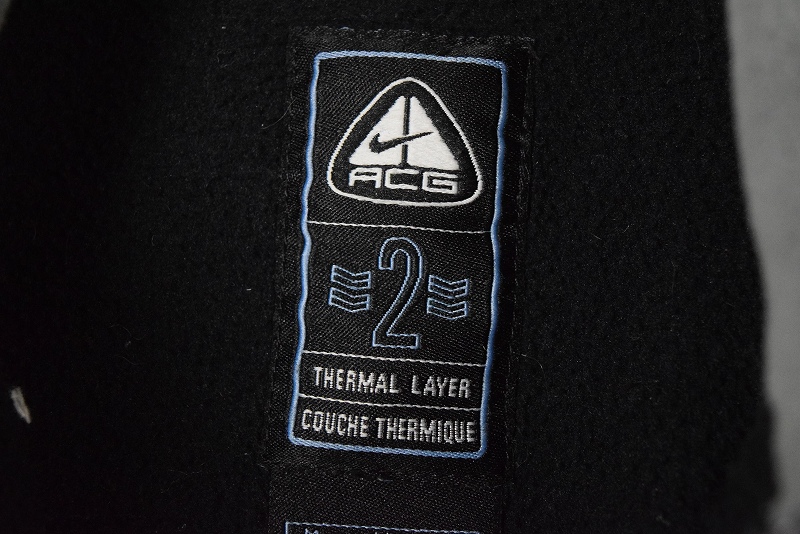 ACG
2
THERMAL LAYER
COUCHE THERMIQUE